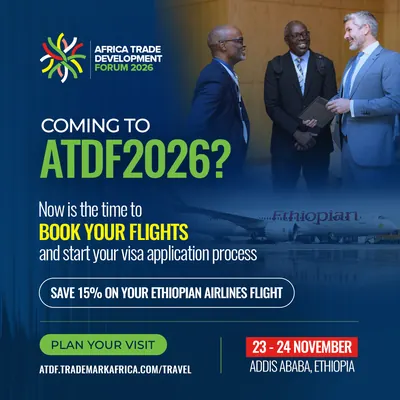 AFRICA TRADE
DEVELOPMENT
FORUM 2026
COMING TO
ATDF2026?
Now is the time to
BOOK YOUR FLIGHTS
and start your visa application process
Ethiopian
SAVE 15% ON YOUR ETHIOPIAN AIRLINES FLIGHT
PLAN YOUR VISIT
ATDF.TRADEMARKAFRICA.COM/TRAVEL
23 - 24 NOVEMBER
ADDIS ABABA, ETHIOPIA